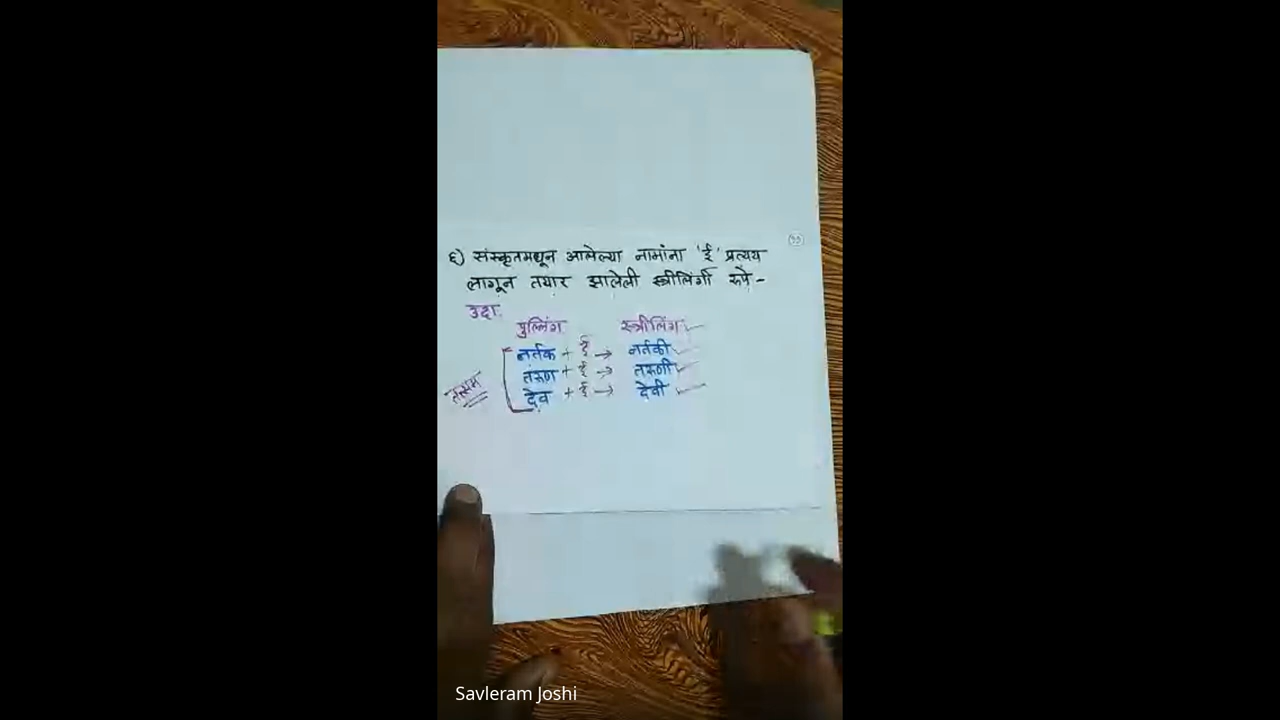 ६) संस्कृतमधून आलेल्या नामांना 'ई' प्रत्यय
लागून तयार झालेली स्त्रीलिंगी रुपे -
उदा.
पुल्लिंग स्त्रीलिंग
नर्तक + ई → नर्तकी
तरुण + ई → तरुणी
देव + ई → देवी
तत्सम
Savleram Joshi